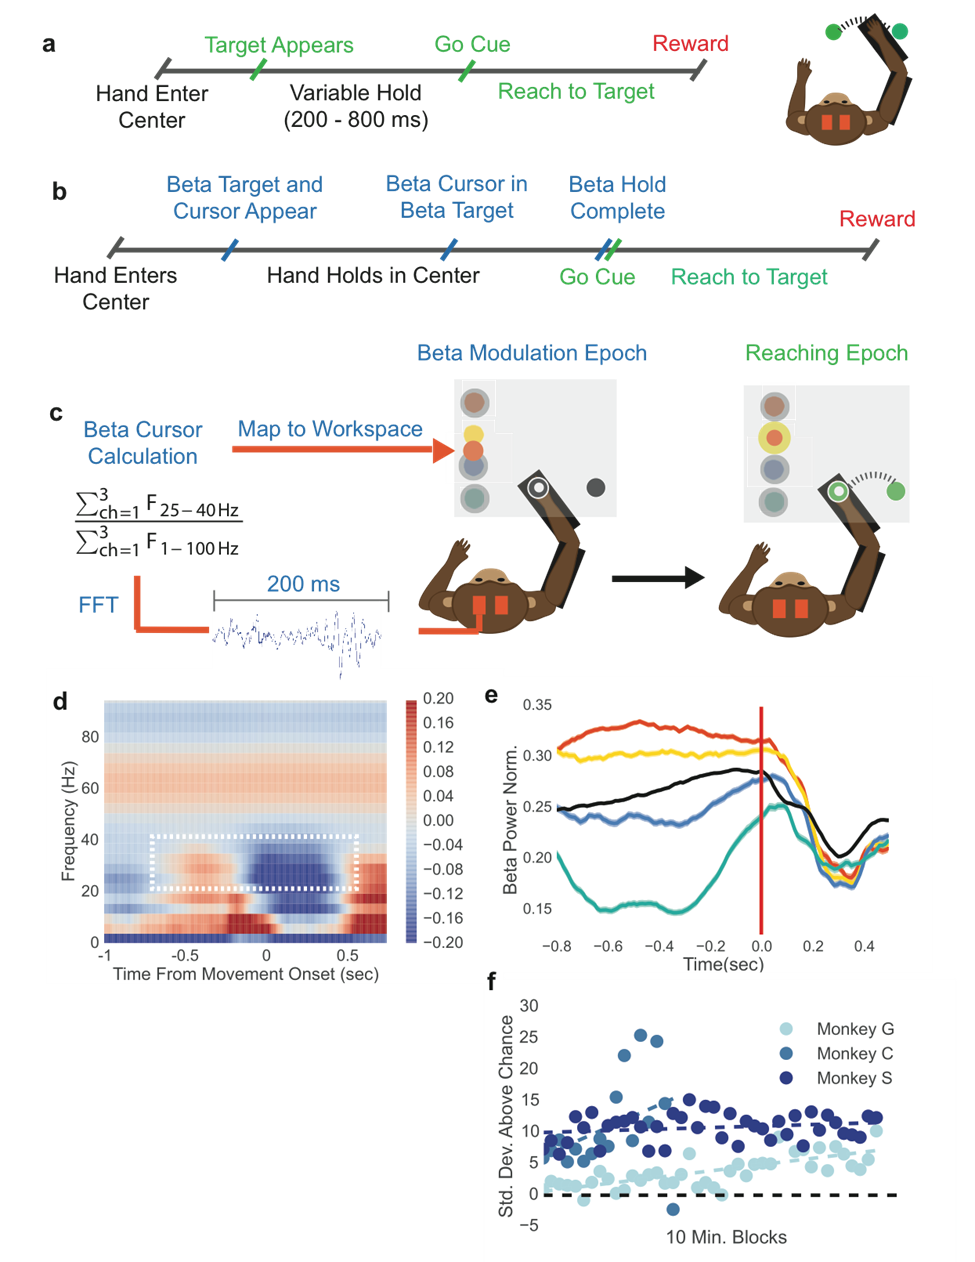 a
Target Appears
Go Cue
Reward
Hand Enter
Center
Variable Hold
(200 - 800 ms)
Reach to Target
b
Beta Target and
Cursor Appear
Beta Cursor in
Beta Target
Beta Hold
Complete
Reward
Hand Enters
Center
Hand Holds in Center
Go Cue
Reach to Target
Beta Modulation Epoch
Reaching Epoch
c
Beta Cursor
Calculation
Map to Workspace
∑³ch=1 F 25–40 Hz
∑³ch=1 F 1–100 Hz
FFT
200 ms
d
0.20
0.16
0.12
0.08
0.04
0.00
−0.04
−0.08
−0.12
−0.16
−0.20
Frequency (Hz)
80
60
40
20
0
-1 -0.5 0 0.5
Time From Movement Onset (sec)
e
Beta Power Norm.
0.35
0.30
0.25
0.20
0.15
−0.8 −0.6 −0.4 −0.2 0.0 0.2 0.4
Time(sec)
f
Std. Dev. Above Chance
30
25
20
15
10
5
0
−5
Monkey G
Monkey C
Monkey S
10 Min. Blocks